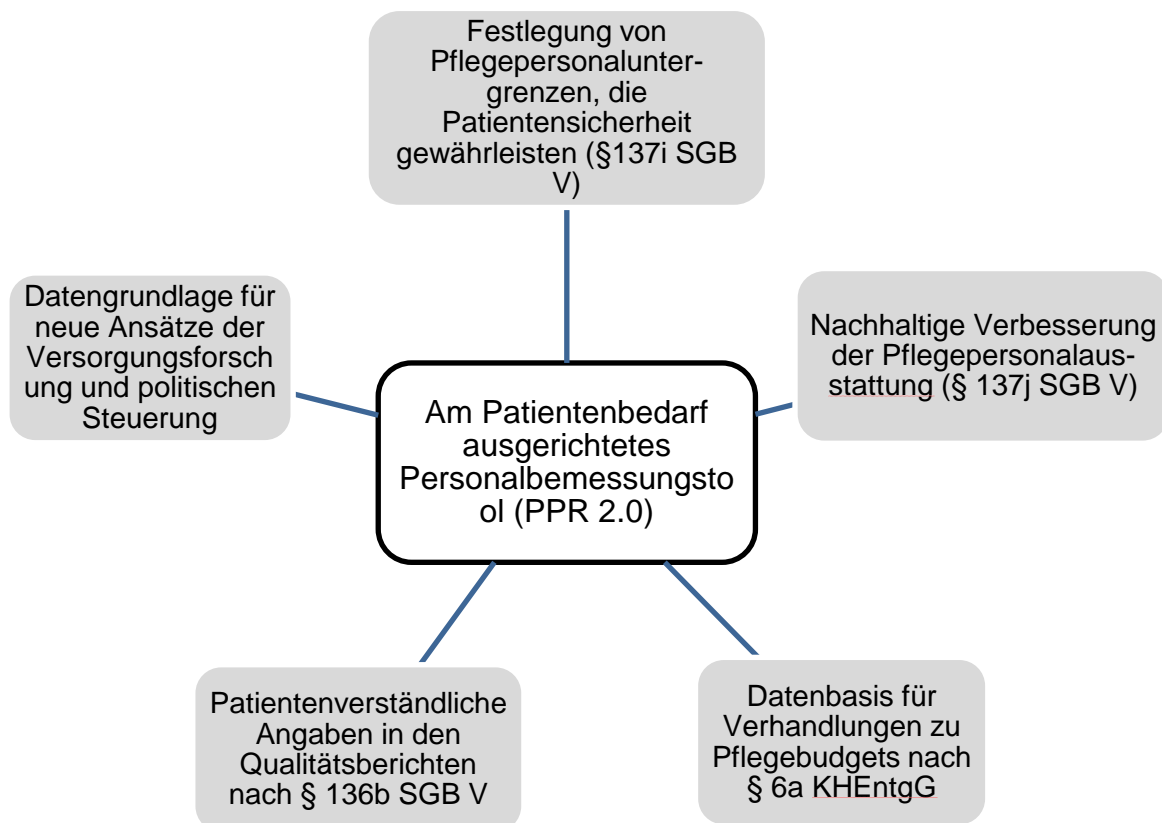 Festlegung von
Pflegepersonalunter-
grenzen, die
Patientensicherheit
gewährleisten (§137i SGB
V)
Datengrundlage für
neue Ansätze der
Versorgungsforsch
ung und politischen
Steuerung
Nachhaltige Verbesserung
der Pflegepersonalaus-
stattung (§ 137j SGB V)
Am Patientenbedarf
ausgerichtetes
Personalbemessungsto
ol (PPR 2.0)
Patientenverständliche
Angaben in den
Qualitätsberichten
nach § 136b SGB V
Datenbasis für
Verhandlungen zu
Pflegebudgets nach
§ 6a KHEntgG